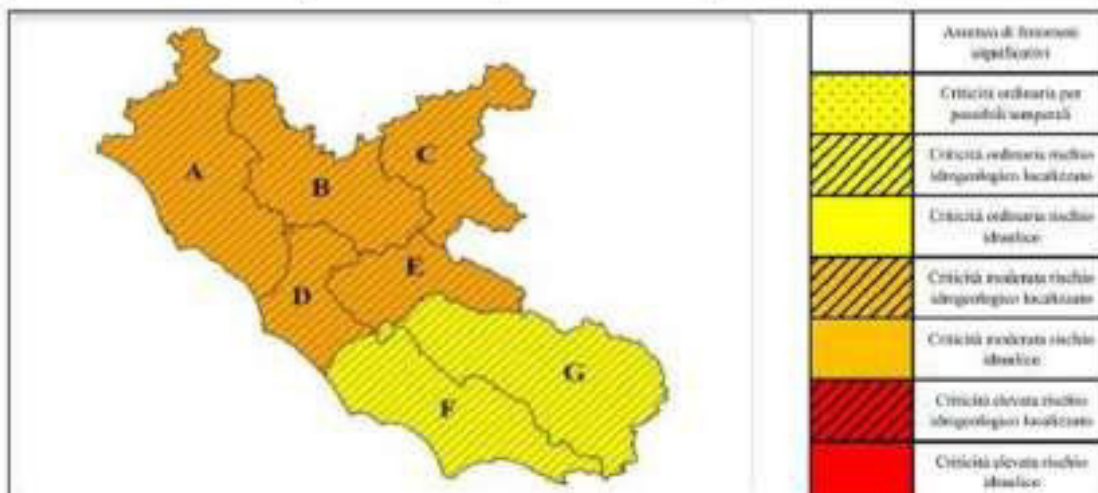 A
B
C
D
E
F
G
Assenza di fenomeni
significativi
Criticità ordinaria per
possibili temporali
Criticità ordinaria rischio
idrogeologico localizzato
Criticità ordinaria rischio
idraulico
Criticità moderata rischio
idrogeologico localizzato
Criticità moderata rischio
idraulico
Criticità elevata rischio
idrogeologico localizzato
Criticità elevata rischio
idraulico